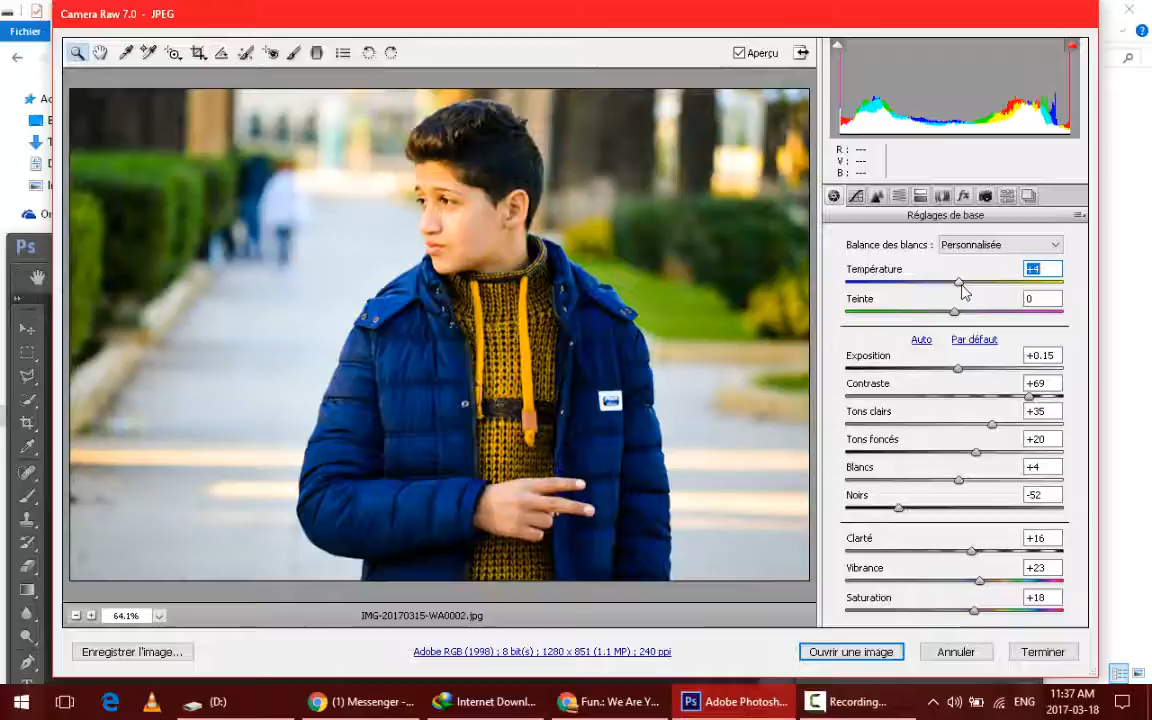 Camera Raw 7.0 - JPEG
Fichier
?
Aperçu
R : ---
V : ---
B : ---
Réglages de base
Balance des blancs : Personnalisée
Température +4
Teinte 0
Auto Par défaut
Exposition +0.15
Contraste +69
Tons clairs +35
Tons foncés +20
Blancs +4
Noirs -52
Clarté +16
Vibrance +23
Saturation +18
Ps
64.1% IMG-20170315-WA0002.jpg
Enregistrer l'image... Adobe RGB (1998) ; 8 bit(s) ; 1280 x 851 (1.1 MP) ; 240 ppi Ouvrir une image Annuler Terminer
(D:) (1) Messenger -... Internet Downl... Fun.: We Are Y... Ps Adobe Photosh... Recording... ENG 11:37 AM
2017-03-18